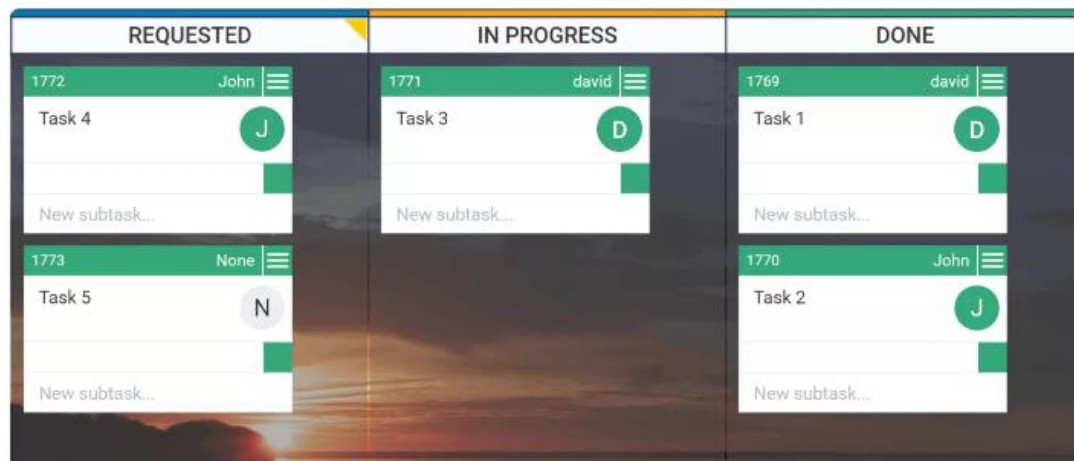 REQUESTED
IN PROGRESS
DONE
1772 John
Task 4
J
New subtask...
1773 None
Task 5
N
New subtask...
1771 david
Task 3
D
New subtask...
1769 david
Task 1
D
New subtask...
1770 John
Task 2
J
New subtask...